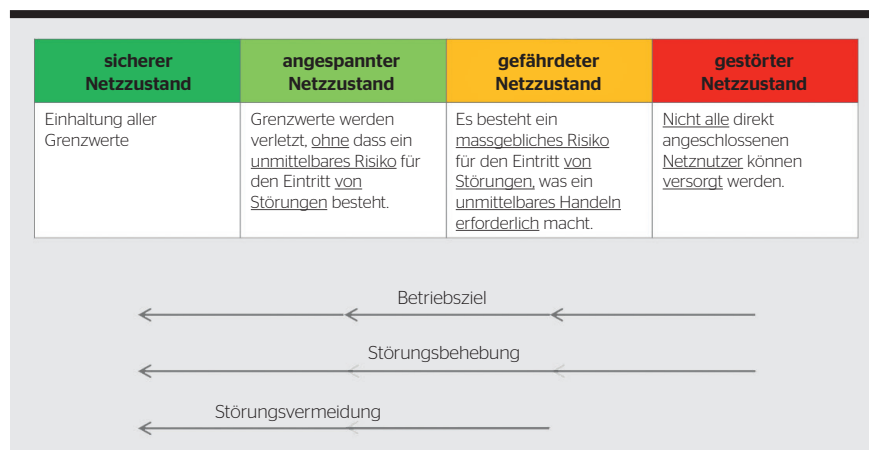 sicherer
Netzzustand
angespannter
Netzzustand
gefährdeter
Netzzustand
gestörter
Netzzustand
Einhaltung aller
Grenzwerte
Grenzwerte werden
verletzt, ohne dass ein
unmittelbares Risiko für
den Eintritt von
Störungen besteht.
Es besteht ein
massgebliches Risiko
für den Eintritt von
Störungen, was ein
unmittelbares Handeln
erforderlich macht.
Nicht alle direkt
angeschlossenen
Netznutzer können
versorgt werden.
Betriebsziel
Störungsbehebung
Störungsvermeidung